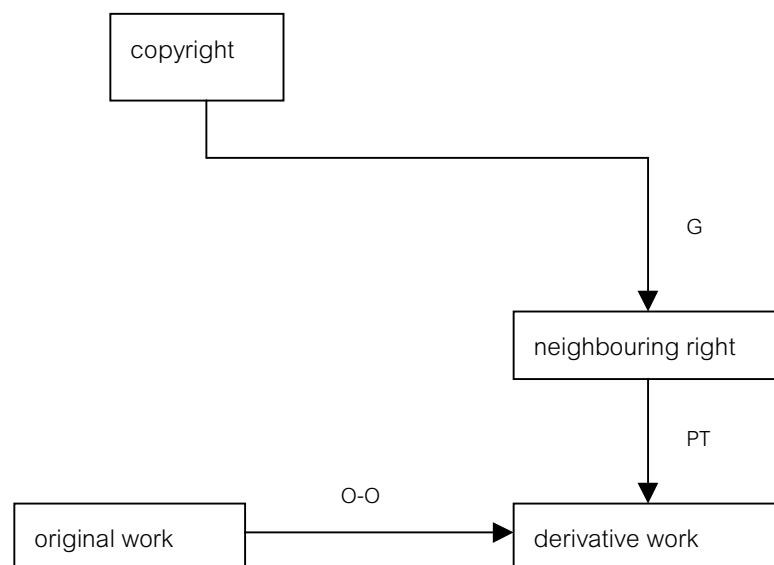 copyright
G
neighbouring right
PT
O-O
original work
derivative work